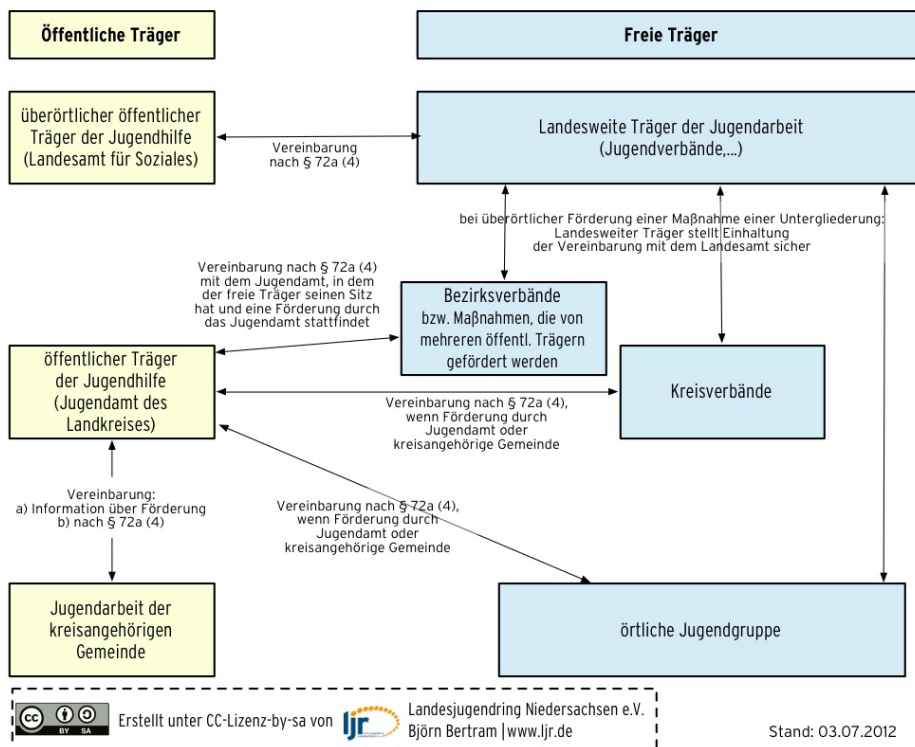 Öffentliche Träger
Freie Träger
überörtlicher öffentlicher
Träger der Jugendhilfe
(Landesamt für Soziales)
Vereinbarung
nach § 72a (4)
Landesweite Träger der Jugendarbeit
(Jugendverbände,...)
bei überörtlicher Förderung einer Maßnahme einer Untergliederung:
Landesweiter Träger stellt Einhaltung
der Vereinbarung mit dem Landesamt sicher
Vereinbarung nach § 72a (4)
mit dem Jugendamt, in dem
der freie Träger seinen Sitz
hat und eine Förderung durch
das Jugendamt stattfindet
Bezirksverbände
bzw. Maßnahmen, die von
mehreren öffentl. Trägern
gefördert werden
öffentlicher Träger
der Jugendhilfe
(Jugendamt des
Landkreises)
Vereinbarung nach § 72a (4),
wenn Förderung durch
Jugendamt oder
kreisangehörige Gemeinde
Kreisverbände
Vereinbarung:
a) Information über Förderung
b) nach § 72a (4)
Vereinbarung nach § 72a (4),
wenn Förderung durch
Jugendamt oder
kreisangehörige Gemeinde
Jugendarbeit der
kreisangehörigen
Gemeinde
örtliche Jugendgruppe
cc BY SA
Erstellt unter CC-Lizenz-by-sa von
ljr
Landesjugendring Niedersachsen e.V.
Björn Bertram |www.ljr.de
Stand: 03.07.2012